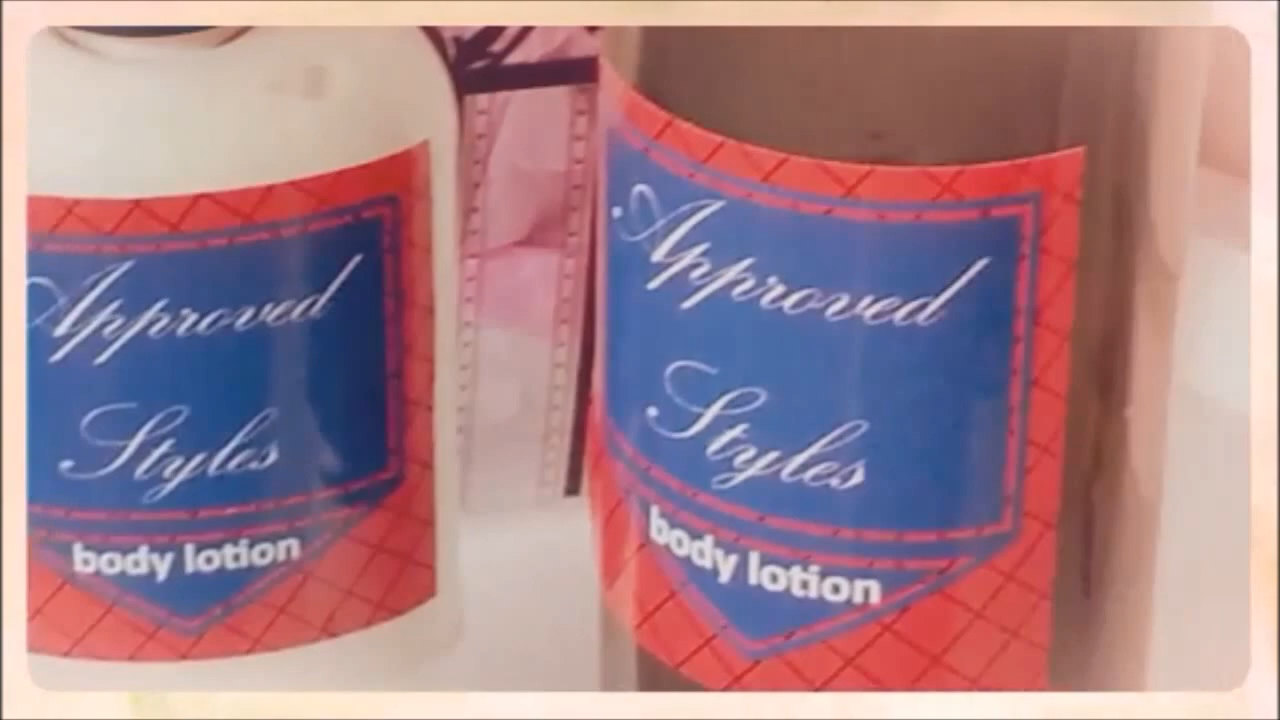 Approved
Styles
body lotion
Approved
Styles
body lotion